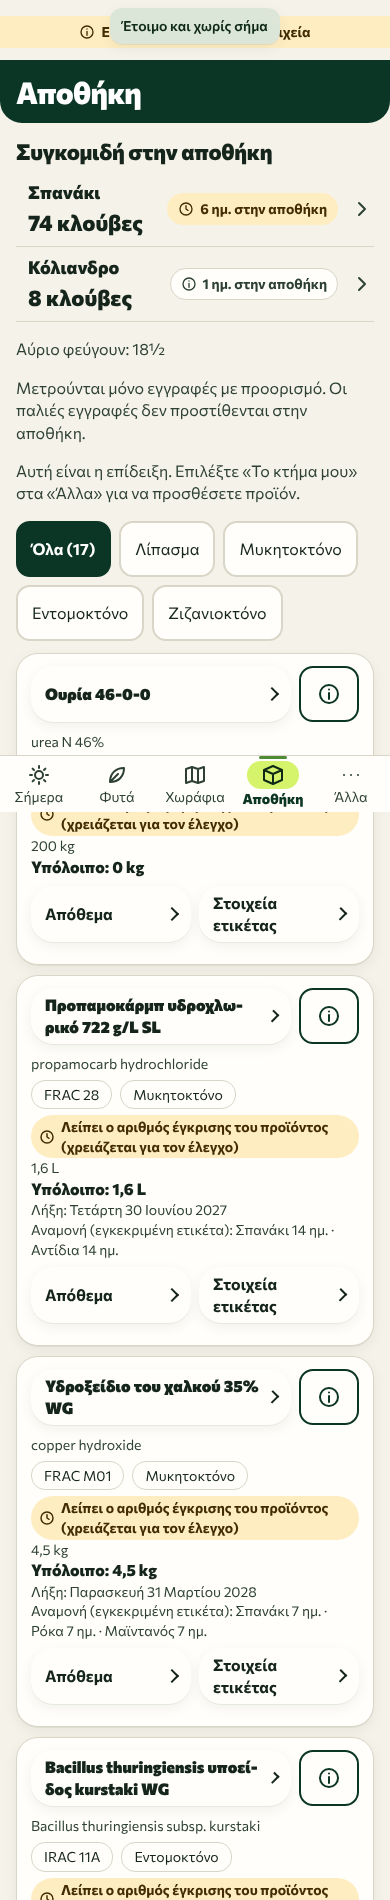 Έτοιμο και χωρίς σήμα
Αποθήκη
Συγκομιδή στην αποθήκη
Σπανάκι
74 κλούβες
6 ημ. στην αποθήκη
Κόλιανδρο
8 κλούβες
1 ημ. στην αποθήκη
Αύριο φεύγουν: 18½
Μετρούνται μόνο εγγραφές με προορισμό. Οι
παλιές εγγραφές δεν προστίθενται στην
αποθήκη.
Αυτή είναι η επίδειξη. Επιλέξτε «Το κτήμα μου»
στα «Άλλα» για να προσθέσετε προϊόν.
Όλα (17)
Λίπασμα
Μυκητοκτόνο
Εντομοκτόνο
Ζιζανιοκτόνο
Ουρία 46-0-0
urea N 46%
Σήμερα
Φυτά
Χωράφια
Αποθήκη
Άλλα
(χρειάζεται για τον έλεγχο)
200 kg
Υπόλοιπο: 0 kg
Απόθεμα
Στοιχεία
ετικέτας
Προπαμοκάρμπ υδροχλω-
ρικό 722 g/L SL
propamocarb hydrochloride
FRAC 28
Μυκητοκτόνο
Λείπει ο αριθμός έγκρισης του προϊόντος
(χρειάζεται για τον έλεγχο)
1,6 L
Υπόλοιπο: 1,6 L
Λήξη: Τετάρτη 30 Ιουνίου 2027
Αναμονή (εγκεκριμένη ετικέτα): Σπανάκι 14 ημ. ·
Αντίδια 14 ημ.
Απόθεμα
Στοιχεία
ετικέτας
Υδροξείδιο του χαλκού 35%
WG
copper hydroxide
FRAC M01
Μυκητοκτόνο
Λείπει ο αριθμός έγκρισης του προϊόντος
(χρειάζεται για τον έλεγχο)
4,5 kg
Υπόλοιπο: 4,5 kg
Λήξη: Παρασκευή 31 Μαρτίου 2028
Αναμονή (εγκεκριμένη ετικέτα): Σπανάκι 7 ημ. ·
Ρόκα 7 ημ. · Μαϊντανός 7 ημ.
Απόθεμα
Στοιχεία
ετικέτας
Bacillus thuringiensis υποεί-
δος kurstaki WG
Bacillus thuringiensis subsp. kurstaki
IRAC 11A
Εντομοκτόνο
Λείπει ο αριθμός έγκρισης του προϊόντος